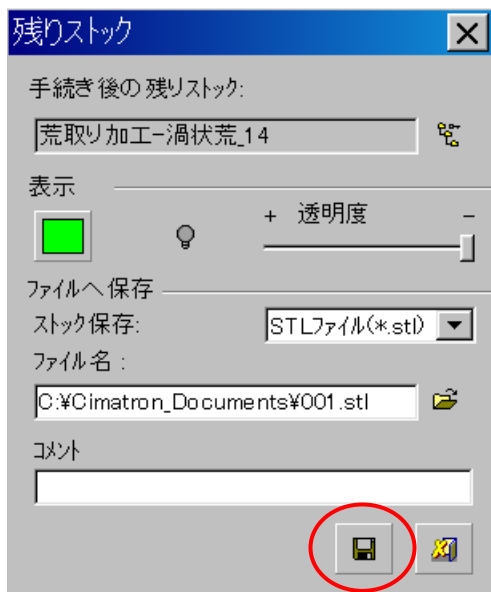 残りストック
手続き後の残りストック:
荒取り加工-渦状荒_14
表示
+ 透明度 -
ファイルへ保存
ストック保存: STLファイル(*.stl)
ファイル名:
C:¥Cimatron_Documents¥001.stl
コメント